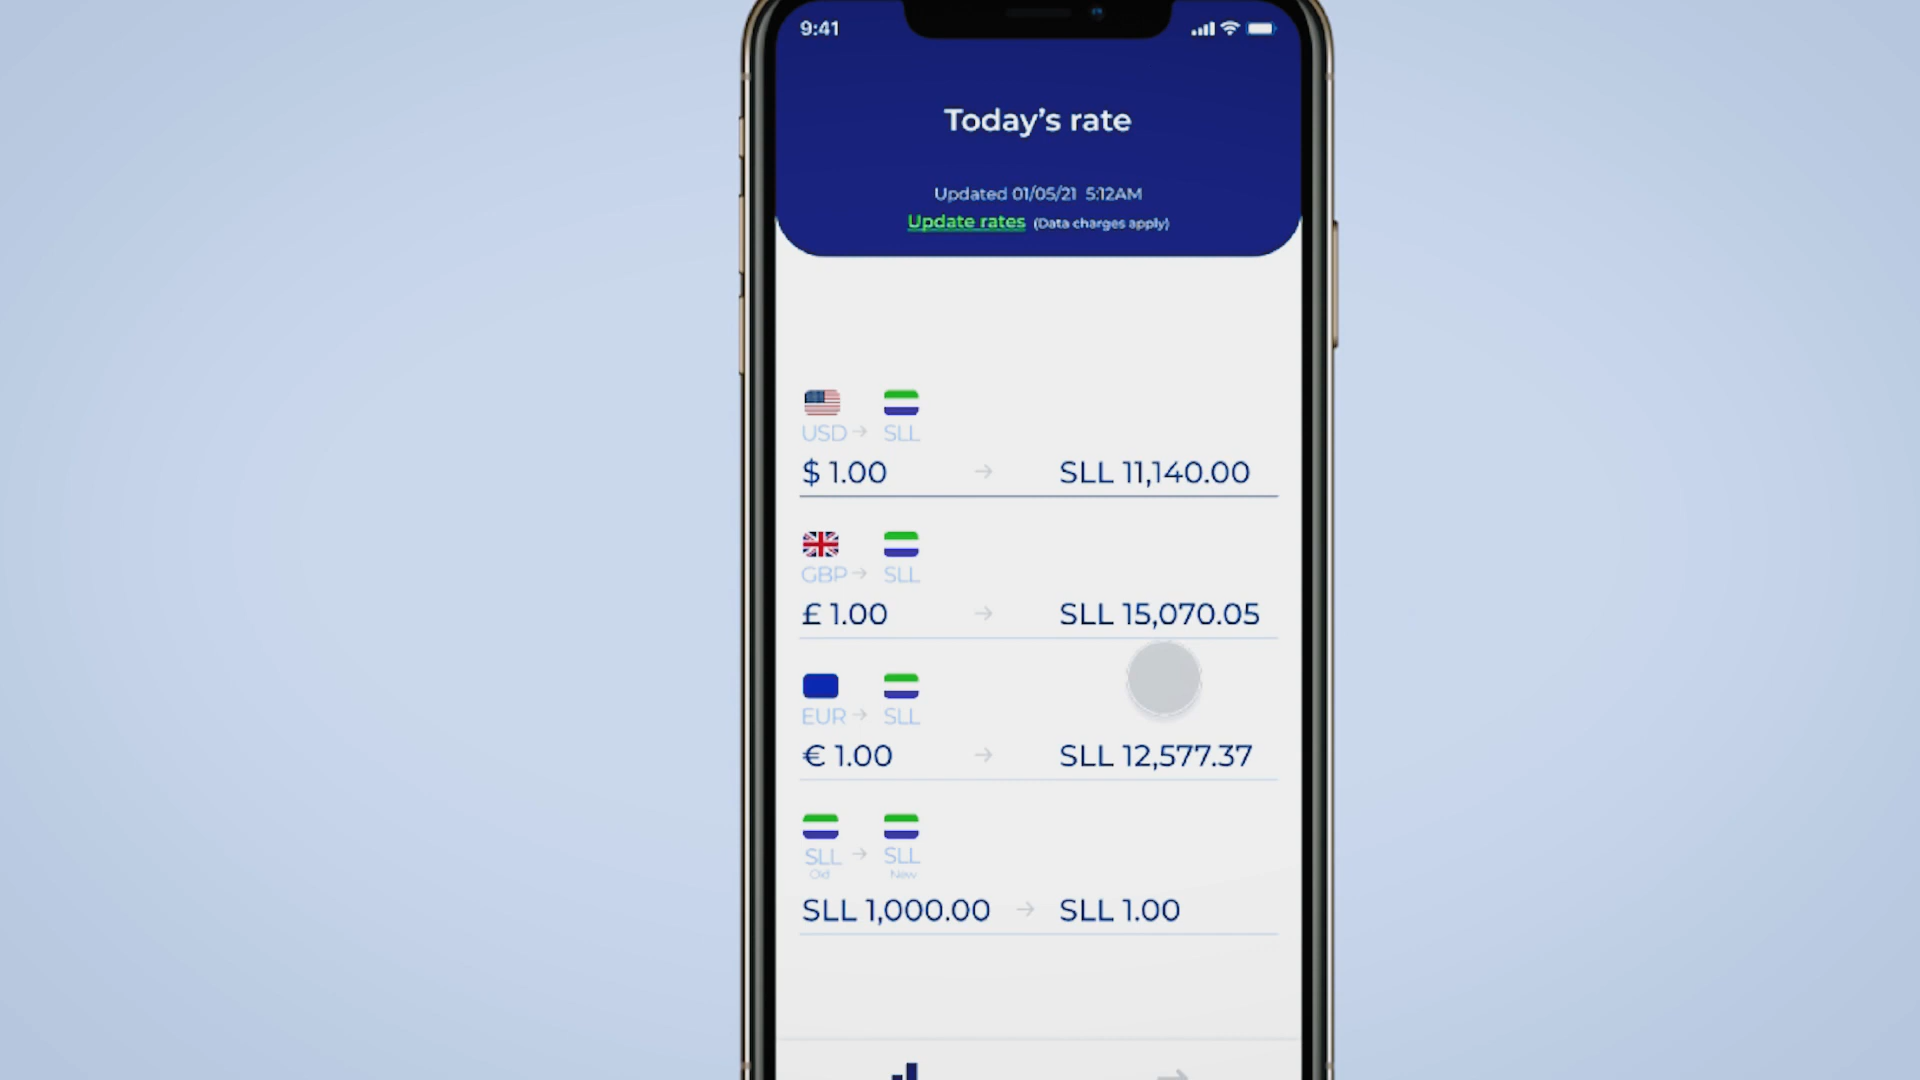 9:41
Today's rate
Updated 01/05/21 5:12AM
Update rates (Data charges apply)
USD → SLL
$ 1.00 → SLL 11,140.00
GBP → SLL
£ 1.00 → SLL 15,070.05
EUR → SLL
€ 1.00 → SLL 12,577.37
SLL → SLL
Old New
SLL 1,000.00 → SLL 1.00